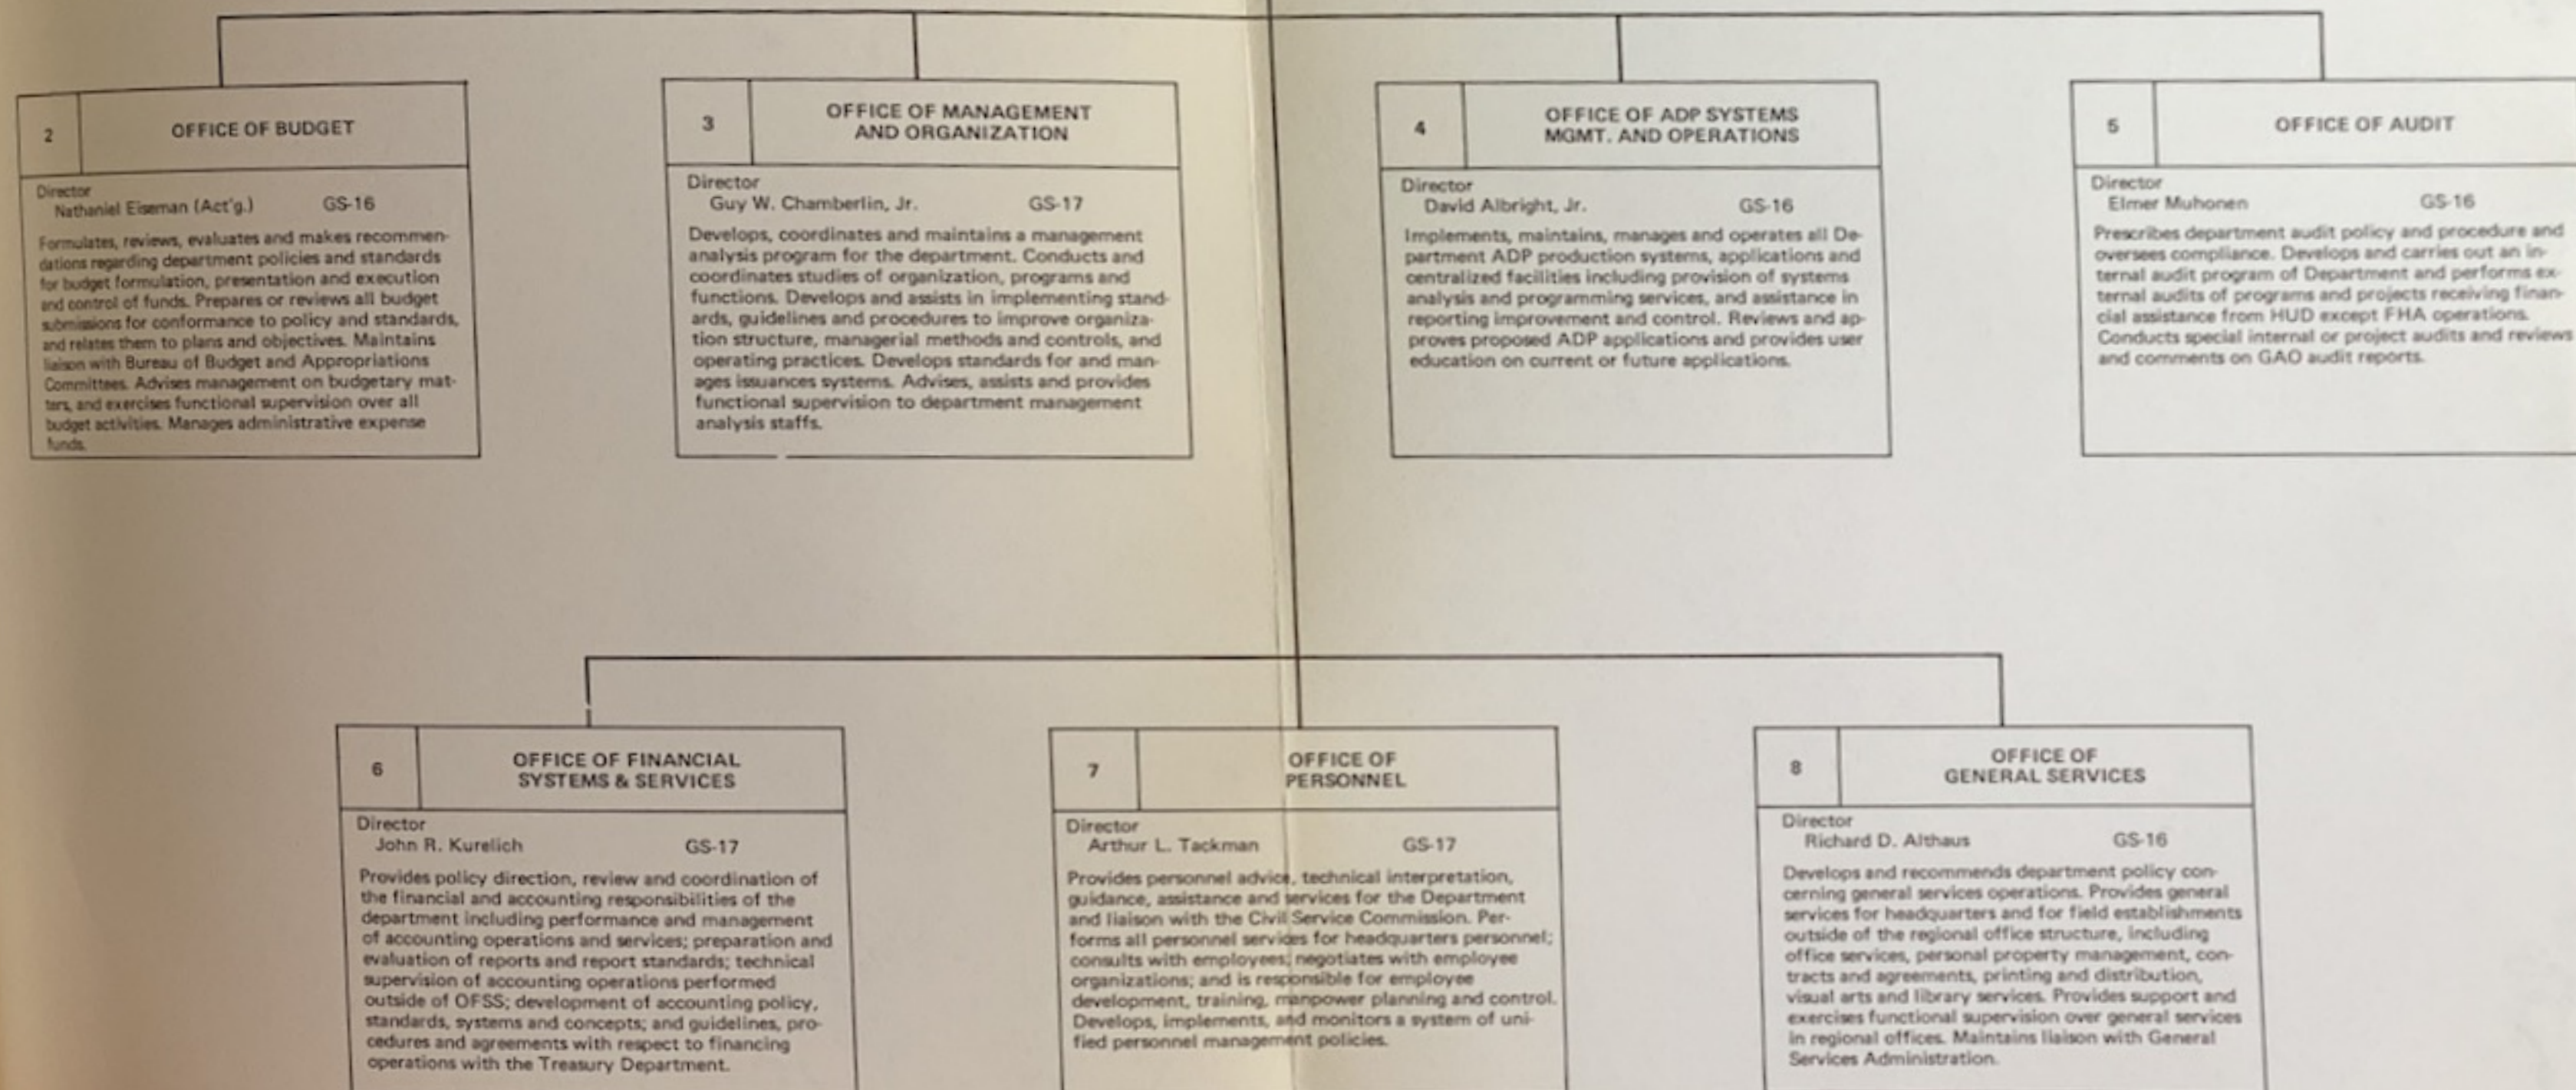 2
OFFICE OF BUDGET
Director
Nathaniel Eiseman (Act'g.) GS-16
Formulates, reviews, evaluates and makes recommen-
dations regarding department policies and standards
for budget formulation, presentation and execution
and control of funds. Prepares or reviews all budget
submissions for conformance to policy and standards,
and relates them to plans and objectives. Maintains
liaison with Bureau of Budget and Appropriations
Committees. Advises management on budgetary mat-
ters, and exercises functional supervision over all
budget activities. Manages administrative expense
funds.
3
OFFICE OF MANAGEMENT
AND ORGANIZATION
Director
Guy W. Chamberlin, Jr. GS-17
Develops, coordinates and maintains a management
analysis program for the department. Conducts and
coordinates studies of organization, programs and
functions. Develops and assists in implementing stand-
ards, guidelines and procedures to improve organiza-
tion structure, managerial methods and controls, and
operating practices. Develops standards for and man-
ages issuances systems. Advises, assists and provides
functional supervision to department management
analysis staffs.
4
OFFICE OF ADP SYSTEMS
MGMT. AND OPERATIONS
Director
David Albright, Jr. GS-16
Implements, maintains, manages and operates all De-
partment ADP production systems, applications and
centralized facilities including provision of systems
analysis and programming services, and assistance in
reporting improvement and control. Reviews and ap-
proves proposed ADP applications and provides user
education on current or future applications.
5
OFFICE OF AUDIT
Director
Elmer Muhonen GS-16
Prescribes department audit policy and procedure and
oversees compliance. Develops and carries out an in-
ternal audit program of Department and performs ex-
ternal audits of programs and projects receiving finan-
cial assistance from HUD except FHA operations.
Conducts special internal or project audits and reviews
and comments on GAO audit reports.
6
OFFICE OF FINANCIAL
SYSTEMS & SERVICES
Director
John R. Kurelich GS-17
Provides policy direction, review and coordination of
the financial and accounting responsibilities of the
department including performance and management
of accounting operations and services; preparation and
evaluation of reports and report standards; technical
supervision of accounting operations performed
outside of OFSS; development of accounting policy,
standards, systems and concepts; and guidelines, pro-
cedures and agreements with respect to financing
operations with the Treasury Department.
7
OFFICE OF
PERSONNEL
Director
Arthur L. Tackman GS-17
Provides personnel advice, technical interpretation,
guidance, assistance and services for the Department
and liaison with the Civil Service Commission. Per-
forms all personnel services for headquarters personnel;
consults with employees; negotiates with employee
organizations; and is responsible for employee
development, training, manpower planning and control.
Develops, implements, and monitors a system of uni-
fied personnel management policies.
8
OFFICE OF
GENERAL SERVICES
Director
Richard D. Althaus GS-16
Develops and recommends department policy con-
cerning general services operations. Provides general
services for headquarters and for field establishments
outside of the regional office structure, including
office services, personal property management, con-
tracts and agreements, printing and distribution,
visual arts and library services. Provides support and
exercises functional supervision over general services
in regional offices. Maintains liaison with General
Services Administration.